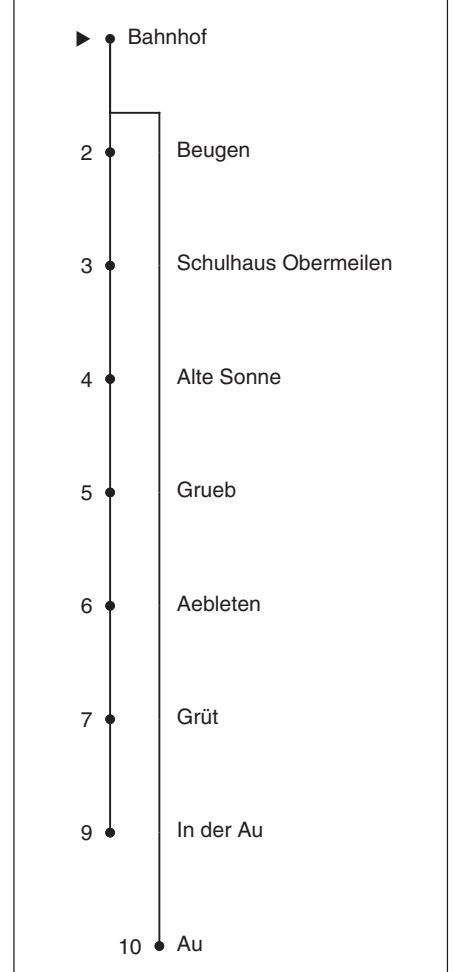 Bahnhof
2 Beugen
3 Schulhaus Obermeilen
4 Alte Sonne
5 Grueb
6 Aebleten
7 Grüt
9 In der Au
10 Au